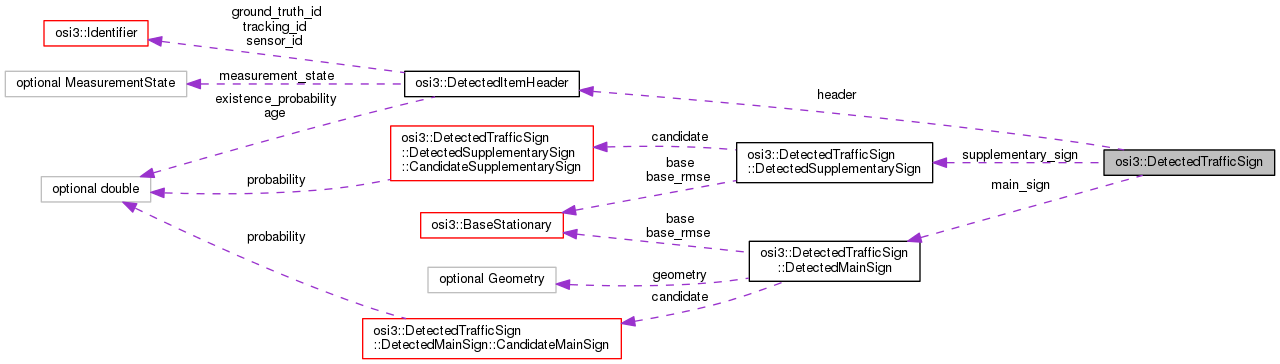 ground_truth_id
tracking_id
sensor_id
osi3::Identifier
optional MeasurementState
measurement_state
osi3::DetectedItemHeader
existence_probability
age
header
osi3::DetectedTrafficSign
::DetectedSupplementarySign
::CandidateSupplementarySign
candidate
osi3::DetectedTrafficSign
::DetectedSupplementarySign
supplementary_sign
osi3::DetectedTrafficSign
optional double
probability
base
base_rmse
main_sign
osi3::BaseStationary
base
base_rmse
osi3::DetectedTrafficSign
::DetectedMainSign
probability
optional Geometry
geometry
candidate
osi3::DetectedTrafficSign
::DetectedMainSign::CandidateMainSign